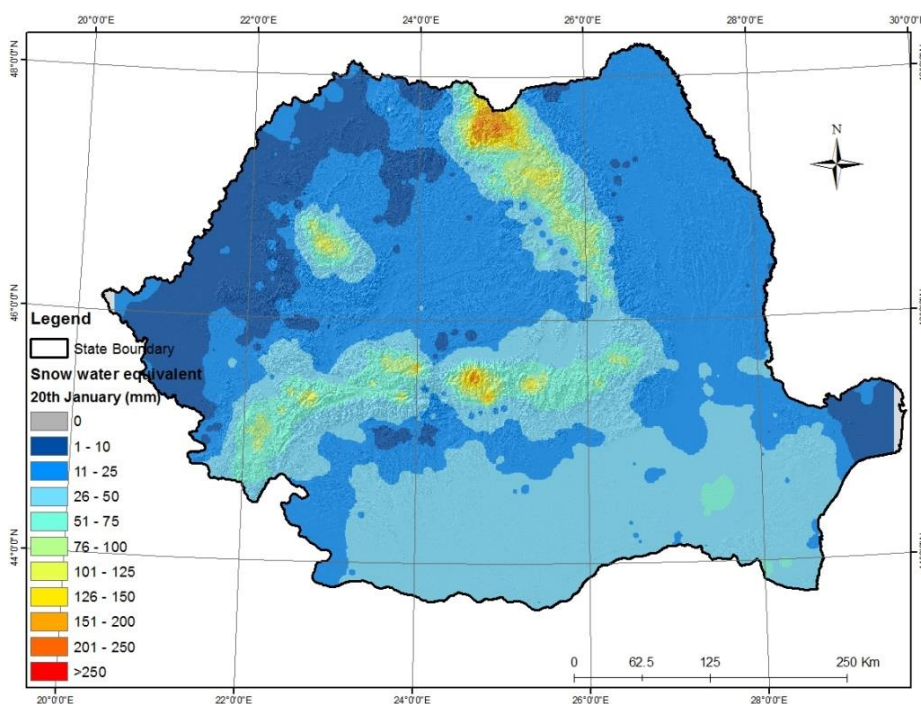 20°0'0"E 22°0'0"E 24°0'0"E 26°0'0"E 28°0'0"E 30°0'0"E
48°0'0"N
N
46°0'0"N
Legend
State Boundary
Snow water equivalent
20th January (mm)
0
1 - 10
11 - 25
26 - 50
51 - 75
76 - 100
101 - 125
126 - 150
151 - 200
201 - 250
>250
44°0'0"N
0 62.5 125 250 Km
20°0'0"E 22°0'0"E 24°0'0"E 26°0'0"E 28°0'0"E